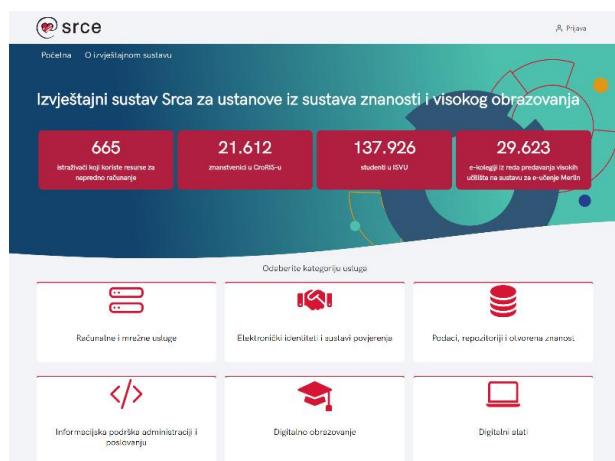 srce
Prijava
Početna O izvještajnom sustavu
Izvještajni sustav Srca za ustanove iz sustava znanosti i visokog obrazovanja
665
istraživači koji koriste resurse za
napredno računanje
21.612
znanstvenici u CroRIS-u
137.926
studenti u ISVU
29.623
e-kolegiji iz reda predavanja visokih
učilišta na sustavu za e-učenje Merlin
Odaberite kategoriju usluge
Računalne i mrežne usluge
Elektronički identiteti i sustavi povjerenja
Podaci, repozitoriji i otvorena znanost
Informacijska podrška administraciji i
poslovanju
Digitalno obrazovanje
Digitalni alati